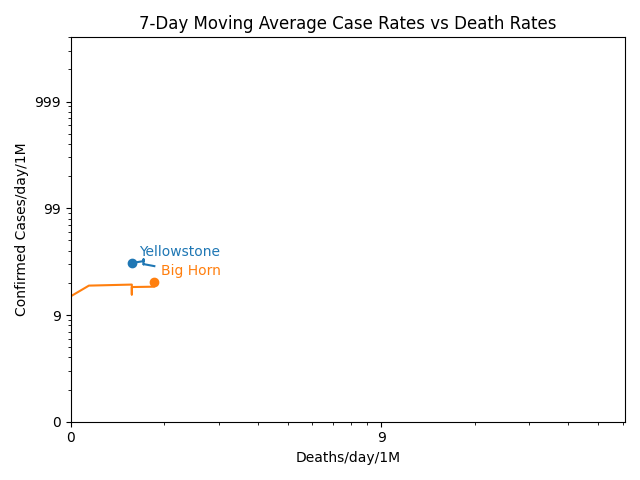 7-Day Moving Average Case Rates vs Death Rates
999
99
9
0
Confirmed Cases/day/1M
Yellowstone
Big Horn
0 9
Deaths/day/1M